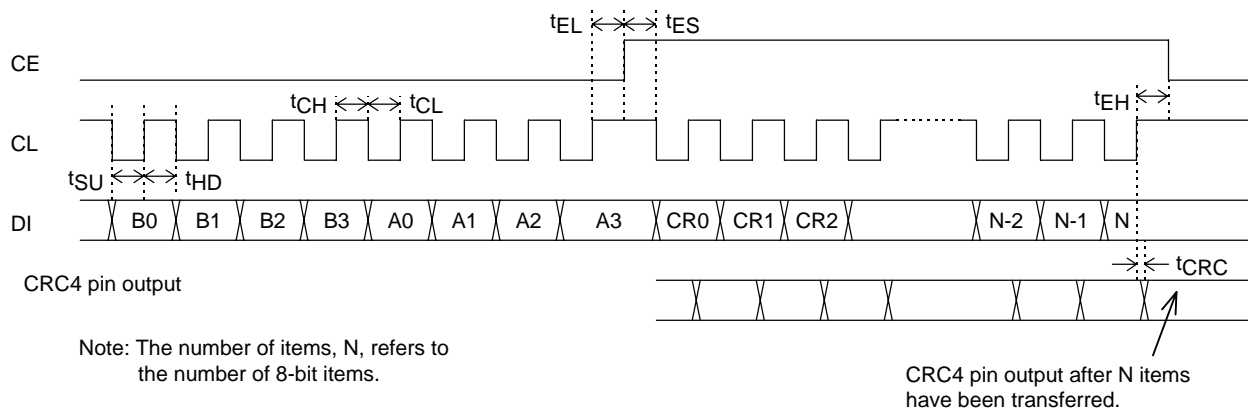 tEL tES
CE
tCH tCL tEH
CL
tSU tHD
DI B0 B1 B2 B3 A0 A1 A2 A3 CR0 CR1 CR2 N-2 N-1 N
tCRC
CRC4 pin output
Note: The number of items, N, refers to
the number of 8-bit items.
CRC4 pin output after N items
have been transferred.